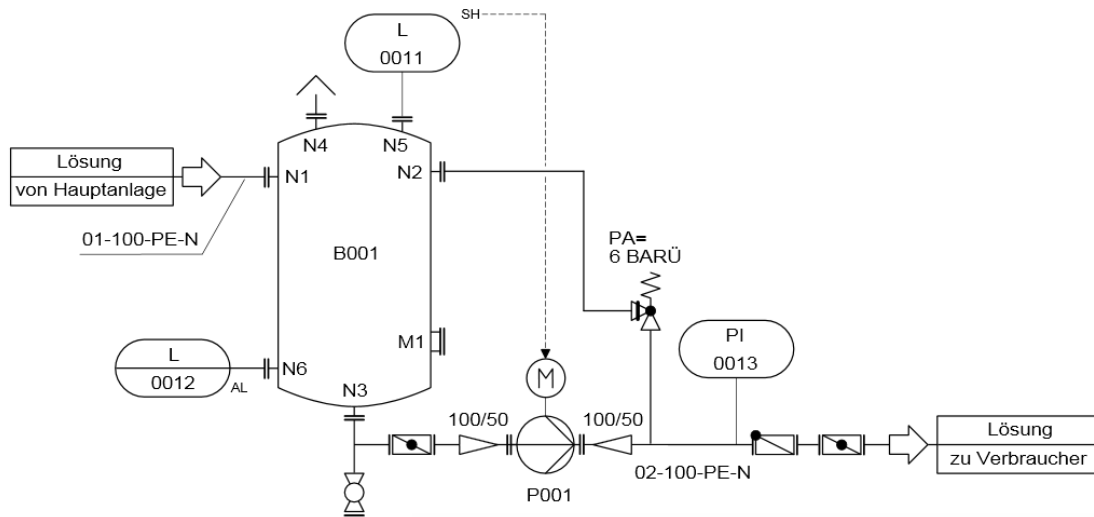 L
0011
SH
N4
N5
Lösung
von Hauptanlage
N1
N2
01-100-PE-N
B001
PA=
6 BARÜ
M1
L
0012
AL
N6
N3
PI
0013
M
100/50
100/50
P001
02-100-PE-N
Lösung
zu Verbraucher